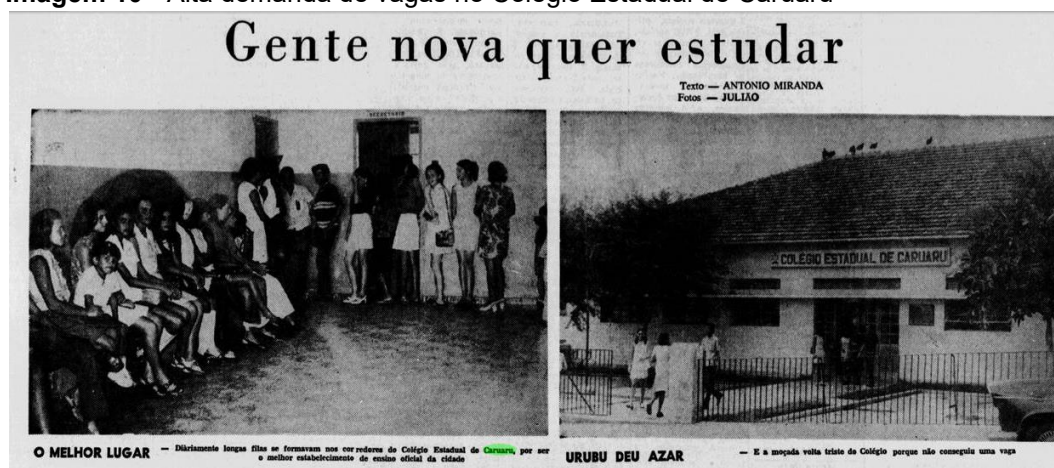 Imagem 10 - Alta demanda de vagas no Colégio Estadual de Caruaru
Gente nova quer estudar
Texto — ANTÔNIO MIRANDA
Fotos — JULIÃO
SECRETARIA
COLÉGIO ESTADUAL DE CARUARU
O MELHOR LUGAR — Diàriamente longas filas se formavam nos corredores do Colégio Estadual de Caruaru, por ser
o melhor estabelecimento de ensino oficial da cidade
URUBU DEU AZAR — E a moçada volta triste do Colégio porque não conseguiu uma vaga